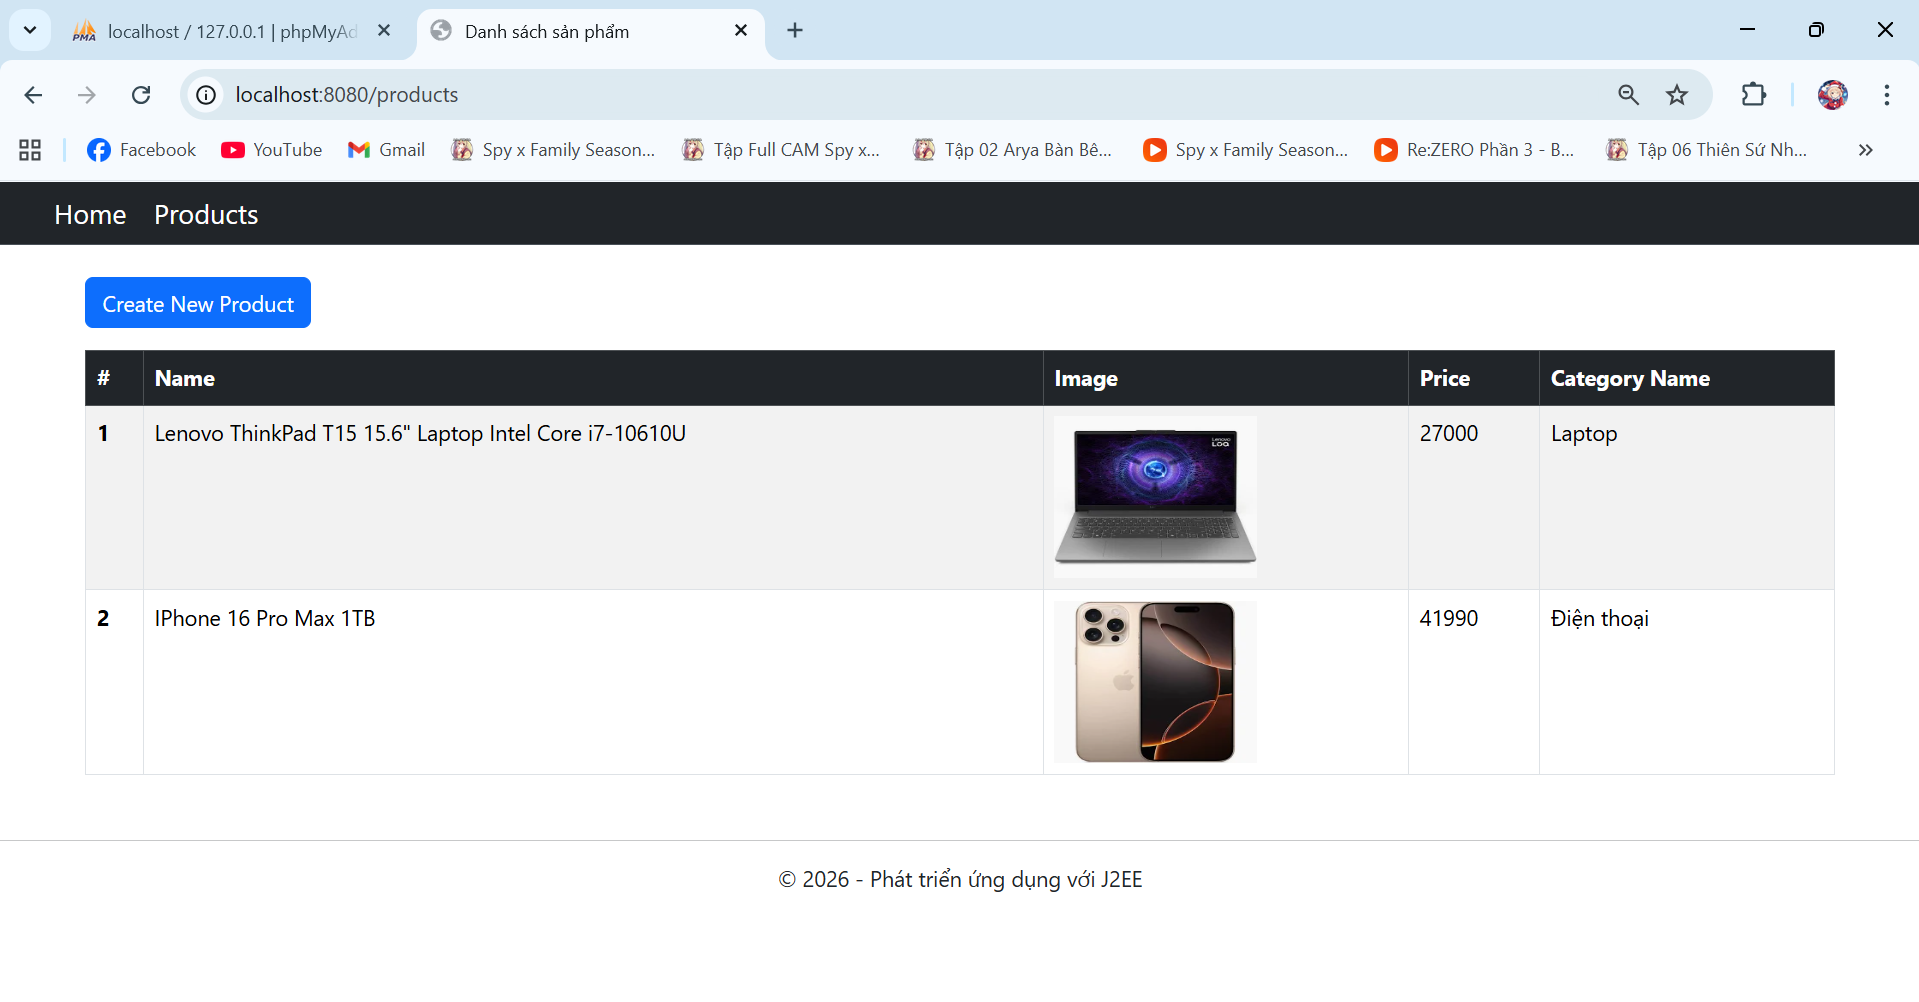 PMA localhost / 127.0.0.1 | phpMyAd
Danh sách sản phẩm
localhost:8080/products
Facebook YouTube Gmail Spy x Family Season... Tập Full CAM Spy x... Tập 02 Arya Bàn Bê... Spy x Family Season... Re:ZERO Phần 3 - B... Tập 06 Thiên Sứ Nh...
Home Products
Create New Product
# Name Image Price Category Name
1 Lenovo ThinkPad T15 15.6" Laptop Intel Core i7-10610U 27000 Laptop
Lenovo
LOQ
2 IPhone 16 Pro Max 1TB 41990 Điện thoại
© 2026 - Phát triển ứng dụng với J2EE